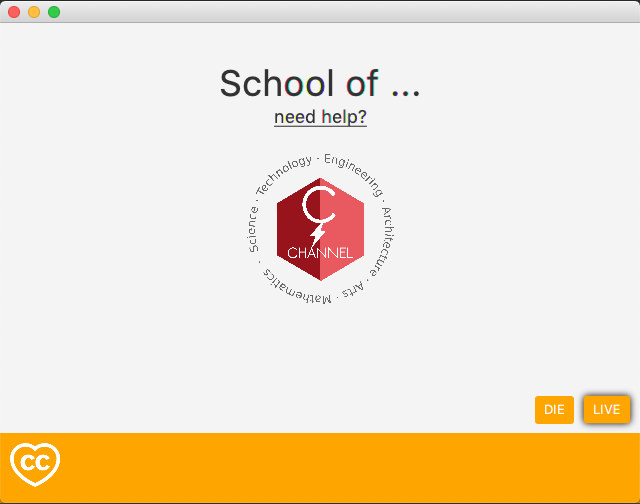 School of ...
need help?
Science · Technology · Engineering · Architecture · Arts · Mathematics ·
C
CHANNEL
DIE
LIVE
CC